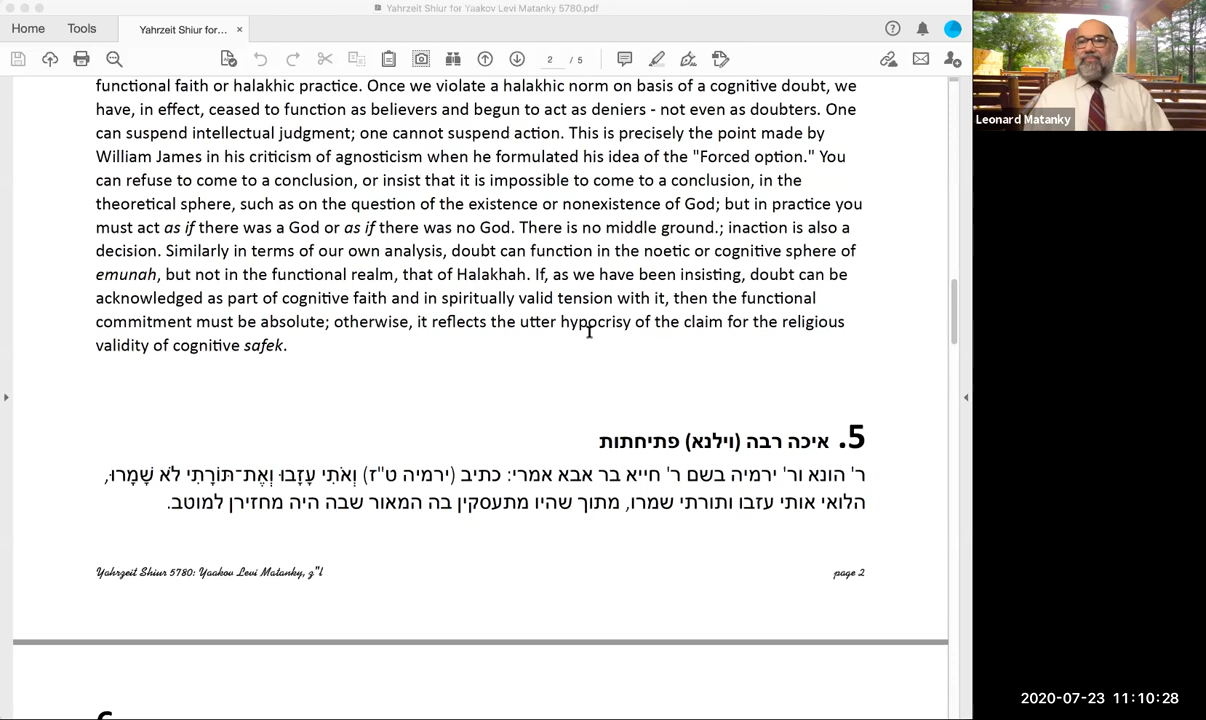 Yahrzeit Shiur for Yaakov Levi Matanky 5780.pdf
Home Tools Yahrzeit Shiur for... ×
2 / 5
functional faith or halakhic practice. Once we violate a halakhic norm on basis of a cognitive doubt, we
have, in effect, ceased to function as believers and begun to act as deniers - not even as doubters. One
can suspend intellectual judgment; one cannot suspend action. This is precisely the point made by
William James in his criticism of agnosticism when he formulated his idea of the "Forced option." You
can refuse to come to a conclusion, or insist that it is impossible to come to a conclusion, in the
theoretical sphere, such as on the question of the existence or nonexistence of God; but in practice you
must act as if there was a God or as if there was no God. There is no middle ground.; inaction is also a
decision. Similarly in terms of our own analysis, doubt can function in the noetic or cognitive sphere of
emunah, but not in the functional realm, that of Halakhah. If, as we have been insisting, doubt can be
acknowledged as part of cognitive faith and in spiritually valid tension with it, then the functional
commitment must be absolute; otherwise, it reflects the utter hypocrisy of the claim for the religious
validity of cognitive safek.
5. איכה רבה (וילנא) פתיחתות
ר' הונא ור' ירמיה בשם ר' חייא בר אבא אמרי: כתיב (ירמיה ט"ז) וְאֹתִי עָזָבוּ וְאֶת־תּוֹרָתִי לֹא שָׁמָרוּ,
הלואי אותי עזבו ותורתי שמרו, מתוך שהיו מתעסקין בה המאור שבה היה מחזירן למוטב.
Yahrzeit Shiur 5780: Yaakov Levi Matanky, z"l page 2
Leonard Matanky
2020-07-23 11:10:28